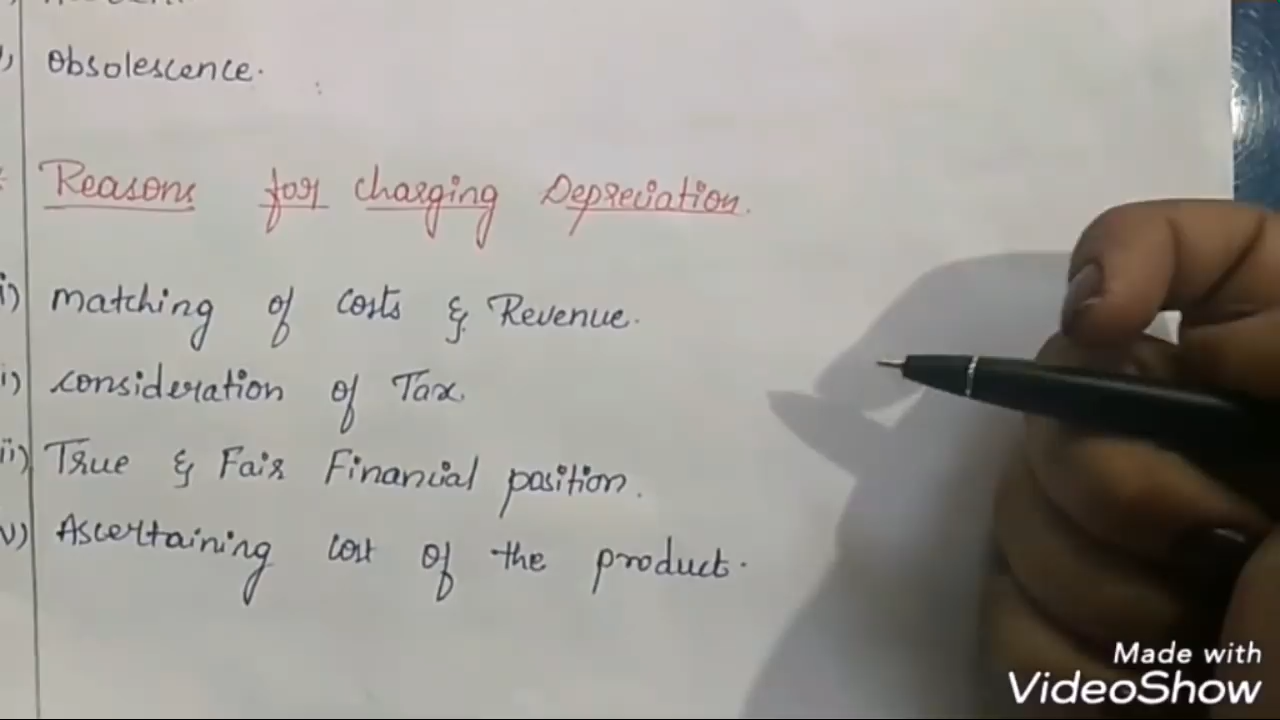 Obsolescence.
Reasons for charging Depreciation.
i) matching of costs & Revenue.
i) consideration of Tax.
ii) True & Fair Financial position.
v) Ascertaining cost of the product.
Made with
VideoShow